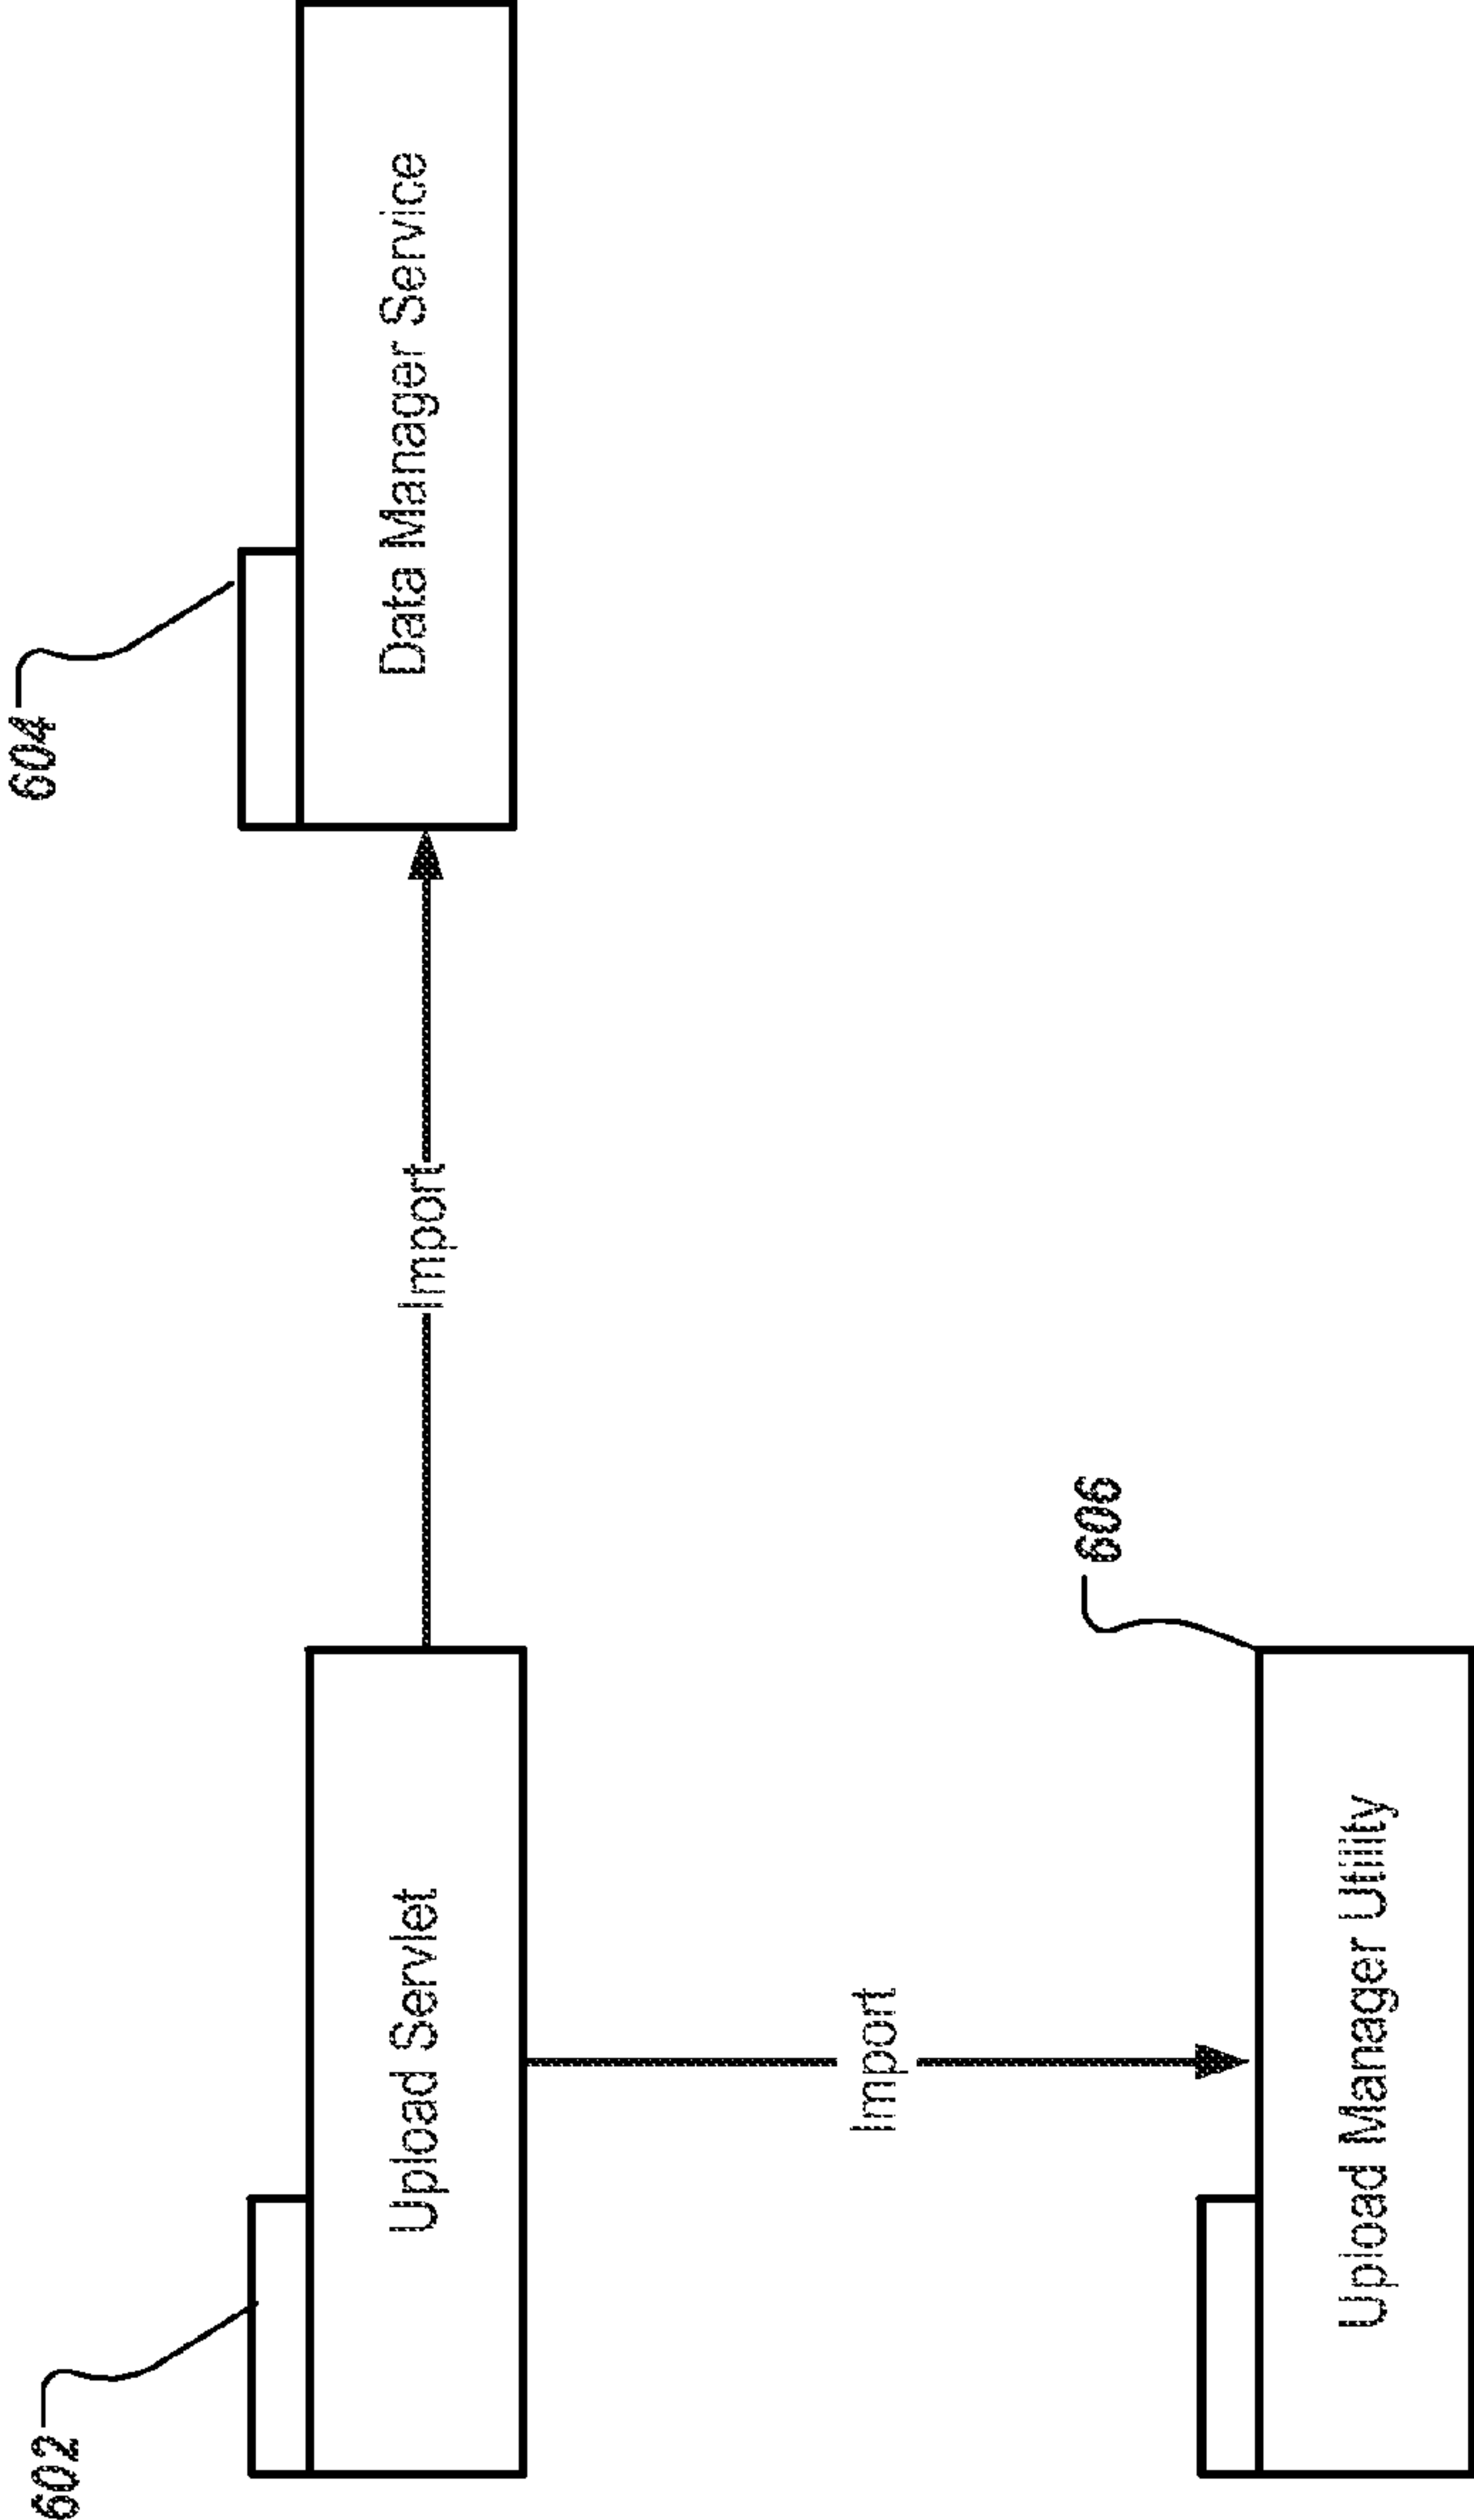 602
604
Upload Servlet
Import
Data Manager Service
Import
606
Upload Manager Utility